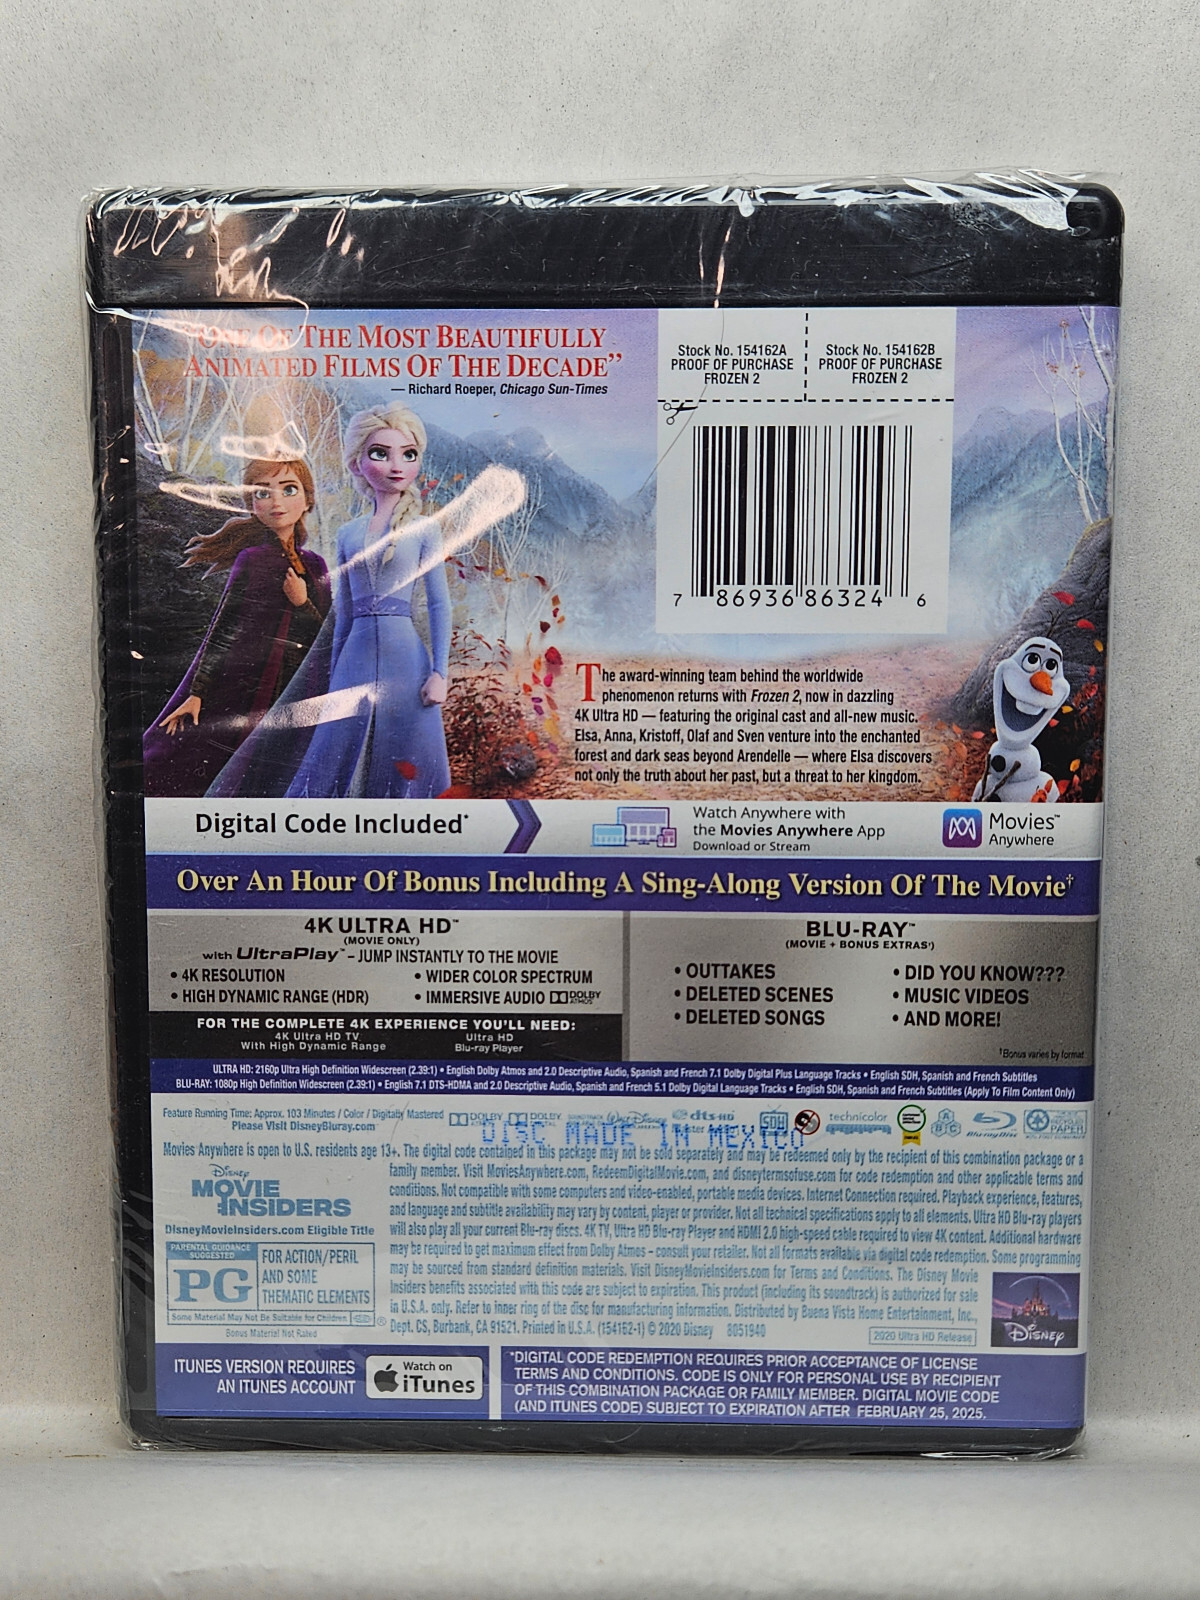 "ONE OF THE MOST BEAUTIFULLY
ANIMATED FILMS OF THE DECADE"
— Richard Roeper, Chicago Sun-Times
Stock No. 154162A
PROOF OF PURCHASE
FROZEN 2
Stock No. 154162B
PROOF OF PURCHASE
FROZEN 2
7 86936 86324 6
The award-winning team behind the worldwide
phenomenon returns with Frozen 2, now in dazzling
4K Ultra HD — featuring the original cast and all-new music.
Elsa, Anna, Kristoff, Olaf and Sven venture into the enchanted
forest and dark seas beyond Arendelle — where Elsa discovers
not only the truth about her past, but a threat to her kingdom.
Digital Code Included*
Watch Anywhere with
the Movies Anywhere App
Download or Stream
Movies™
Anywhere
Over An Hour Of Bonus Including A Sing-Along Version Of The Movie†
4K ULTRA HD™
(MOVIE ONLY)
with UltraPlay™ – JUMP INSTANTLY TO THE MOVIE
• 4K RESOLUTION
• HIGH DYNAMIC RANGE (HDR)
• WIDER COLOR SPECTRUM
• IMMERSIVE AUDIO DOLBY ATMOS
FOR THE COMPLETE 4K EXPERIENCE YOU'LL NEED:
4K Ultra HD TV
With High Dynamic Range
Ultra HD
Blu-ray Player
BLU-RAY™
(MOVIE + BONUS EXTRAS†)
• OUTTAKES
• DELETED SCENES
• DELETED SONGS
• DID YOU KNOW???
• MUSIC VIDEOS
• AND MORE!
†Bonus varies by format
ULTRA HD: 2160p Ultra High Definition Widescreen (2.39:1) • English Dolby Atmos and 2.0 Descriptive Audio, Spanish and French 7.1 Dolby Digital Plus Language Tracks • English SDH, Spanish and French Subtitles
BLU-RAY: 1080p High Definition Widescreen (2.39:1) • English 7.1 DTS-HDMA and 2.0 Descriptive Audio, Spanish and French 5.1 Dolby Digital Language Tracks • English SDH, Spanish and French Subtitles (Apply To Film Content Only)
Feature Running Time: Approx. 103 Minutes / Color / Digitally Mastered
Please Visit DisneyBluray.com
DOLBY
DOLBY
dts-HD
SDH
technicolor
Blu-ray Disc
PAPER
DISC MADE IN MEXICO
Movies Anywhere is open to U.S. residents age 13+. The digital code contained in this package may not be sold separately and may be redeemed only by the recipient of this combination package or a
family member. Visit MoviesAnywhere.com, RedeemDigitalMovie.com, and disneytermsofuse.com for code redemption and other applicable terms and
conditions. Not compatible with some computers and video-enabled, portable media devices. Internet Connection required. Playback experience, features,
and language and subtitle availability may vary by content, player or provider. Not all technical specifications apply to all elements. Ultra HD Blu-ray players
will also play all your current Blu-ray discs. 4K TV, Ultra HD Blu-ray Player and HDMI 2.0 high-speed cable required to view 4K content. Additional hardware
may be required to get maximum effect from Dolby Atmos – consult your retailer. Not all formats available via digital code redemption. Some programming
may be sourced from standard definition materials. Visit DisneyMovieInsiders.com for Terms and Conditions. The Disney Movie
Insiders benefits associated with this code are subject to expiration. This product (including its soundtrack) is authorized for sale
in U.S.A. only. Refer to inner ring of disc for manufacturing information. Distributed by Buena Vista Home Entertainment, Inc.,
Dept. CS, Burbank, CA 91521. Printed in U.S.A. (154162-1) © 2020 Disney 8051940
Disney
MOVIE
INSIDERS
DisneyMovieInsiders.com Eligible Title
PARENTAL GUIDANCE SUGGESTED
PG
FOR ACTION/PERIL
AND SOME
THEMATIC ELEMENTS
Some Material May Not Be Suitable for Children
®
Bonus Material Not Rated
2020 Ultra HD Release
Disney
ITUNES VERSION REQUIRES
AN ITUNES ACCOUNT
Watch on
iTunes
*DIGITAL CODE REDEMPTION REQUIRES PRIOR ACCEPTANCE OF LICENSE
TERMS AND CONDITIONS. CODE IS ONLY FOR PERSONAL USE BY RECIPIENT
OF THIS COMBINATION PACKAGE OR FAMILY MEMBER. DIGITAL MOVIE CODE
(AND ITUNES CODE) SUBJECT TO EXPIRATION AFTER FEBRUARY 25, 2025.